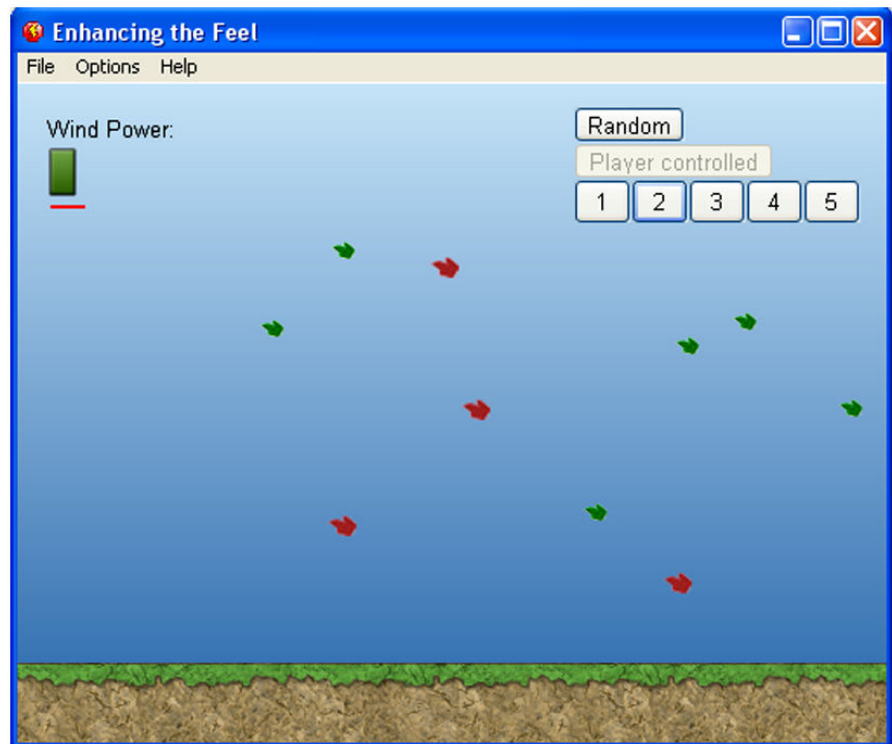 Enhancing the Feel
File Options Help
Wind Power:
Random
Player controlled
1 2 3 4 5